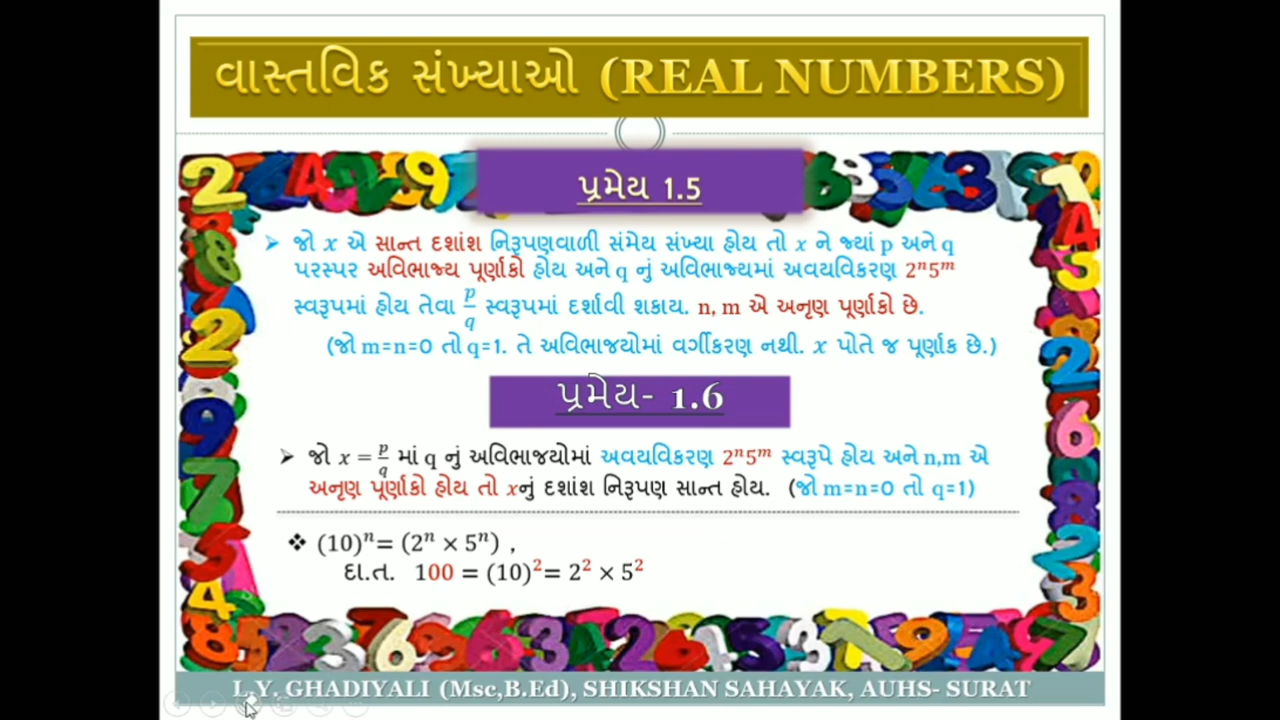 વાસ્તવિક સંખ્યાઓ (REAL NUMBERS)
પ્રમેય 1.5
➢ જો x એ સાન્ત દશાંશ નિરૂપણવાળી સંમેય સંખ્યા હોય તો x ને જ્યાં p અને q
પરસ્પર અવિભાજ્ય પૂર્ણાકો હોય અને q નું અવિભાજ્યમાં અવયવિકરણ 2ⁿ5ᵐ
સ્વરૂપમાં હોય તેવા p/q સ્વરૂપમાં દર્શાવી શકાય. n, m એ અનૃણ પૂર્ણાકો છે.
(જો m=n=0 તો q=1. તે અવિભાજયોમાં વર્ગીકરણ નથી. x પોતે જ પૂર્ણાક છે.)
પ્રમેય- 1.6
➢ જો x = p/q માં q નું અવિભાજયોમાં અવયવિકરણ 2ⁿ5ᵐ સ્વરૂપે હોય અને n,m એ
અનૃણ પૂર્ણાકો હોય તો xનું દશાંશ નિરૂપણ સાન્ત હોય. (જો m=n=0 તો q=1)
❖ (10)ⁿ= (2ⁿ × 5ⁿ) ,
દા.ત. 100 = (10)²= 2² × 5²
L.Y. GHADIYALI (Msc,B.Ed), SHIKSHAN SAHAYAK, AUHS- SURAT